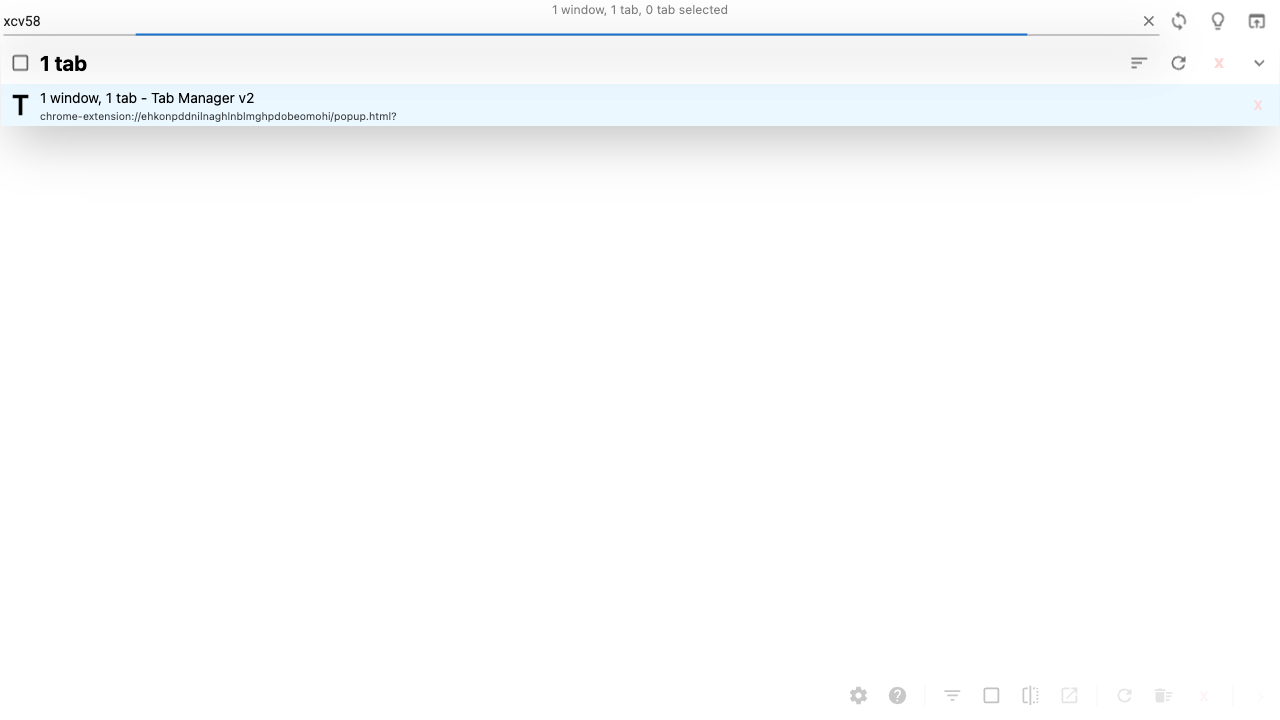 1 window, 1 tab, 0 tab selected
xcv58
1 tab
X
T
1 window, 1 tab - Tab Manager v2
chrome-extension://ehkonpddnilnaghlnblmghpdobeomohi/popup.html?
X
X